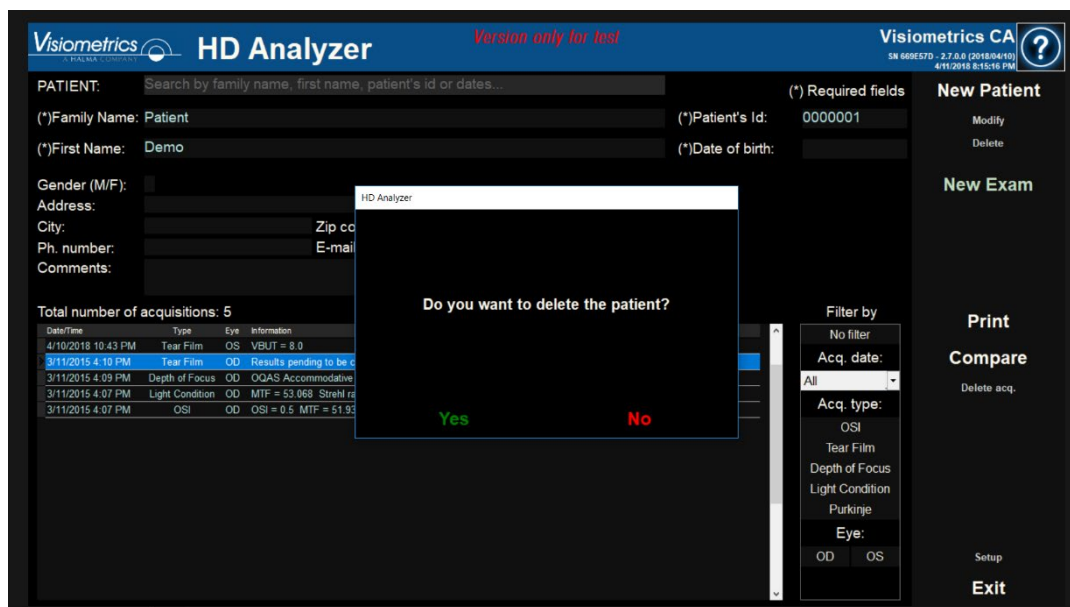 Visiometrics
A HALMA COMPANY
HD Analyzer
Version only for test
Visiometrics CA
SN 669E57D - 2.7.0.0 (2018/04/10)
4/11/2018 8:15:16 PM
?
PATIENT: Search by family name, first name, patient's id or dates...
(*) Required fields
New Patient
(*)Family Name: Patient (*)Patient's Id: 0000001
Modify
(*)First Name: Demo (*)Date of birth:
Delete
Gender (M/F):
New Exam
Address:
City: Zip co
Ph. number: E-mail
Comments:
HD Analyzer
Do you want to delete the patient?
Yes No
Total number of acquisitions: 5
Date/Time Type Eye Information
4/10/2018 10:43 PM Tear Film OS VBUT = 8.0
3/11/2015 4:10 PM Tear Film OD Results pending to be c
3/11/2015 4:09 PM Depth of Focus OD OQAS Accommodative
3/11/2015 4:07 PM Light Condition OD MTF = 53.068 Strehl ra
3/11/2015 4:07 PM OSI OD OSI = 0.5 MTF = 51.93
Filter by
No filter
Acq. date:
All
Acq. type:
OSI
Tear Film
Depth of Focus
Light Condition
Purkinje
Eye:
OD OS
Print
Compare
Delete acq.
Setup
Exit